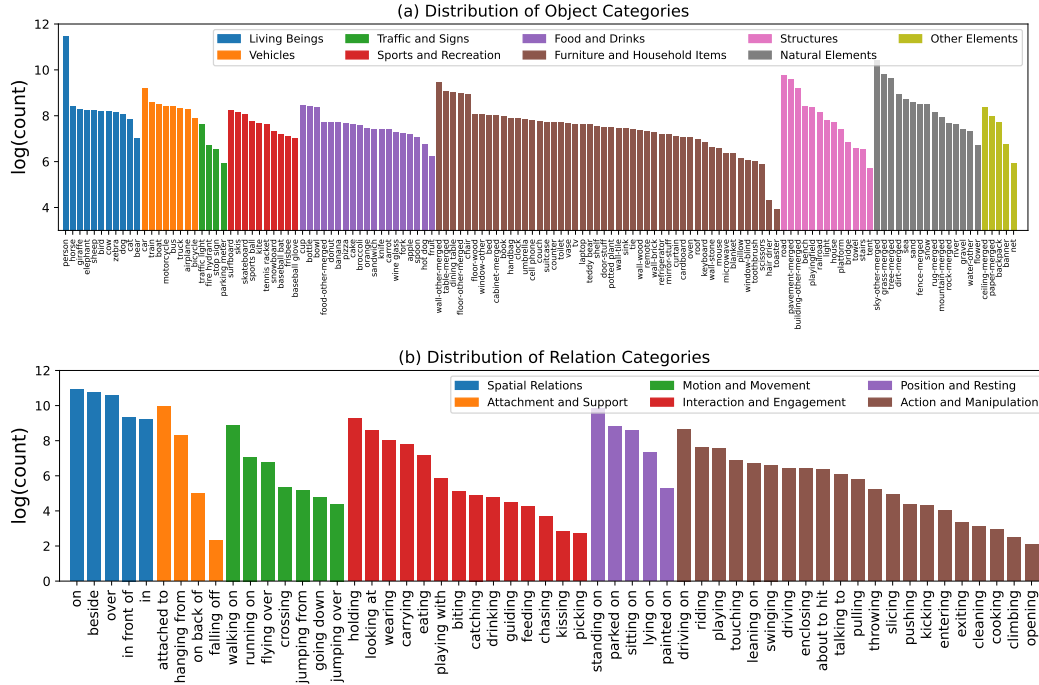 (a) Distribution of Object Categories
12
10
8
6
4
log(count)
Living Beings
Vehicles
Traffic and Signs
Sports and Recreation
Food and Drinks
Furniture and Household Items
Structures
Natural Elements
Other Elements
person
horse
giraffe
elephant
sheep
bird
cow
zebra
dog
cat
bear
car
train
boat
motorcycle
bus
truck
airplane
bicycle
traffic light
fire hydrant
stop sign
parking meter
surfboard
skis
skateboard
sports ball
kite
tennis racket
snowboard
baseball bat
frisbee
baseball glove
cup
bottle
bowl
food-other-merged
donut
banana
pizza
cake
broccoli
orange
sandwich
knife
carrot
wine glass
fork
apple
spoon
hot dog
fruit
wall-other-merged
table-merged
dining table
floor-other-merged
chair
floor-wood
window-other
bed
cabinet-merged
book
handbag
umbrella
clock
cell phone
couch
suitcase
counter
toilet
vase
tv
laptop
teddy bear
shelf
door-stuff
potted plant
wall-tile
sink
wall-wood
remote
wall-brick
refrigerator
mirror-stuff
curtain
cardboard
oven
roof
keyboard
wall-stone
mouse
microwave
blanket
pillow
window-blind
toothbrush
scissors
hair drier
toaster
road
pavement-merged
building-other-merged
bench
playingfield
railroad
light
house
platform
bridge
towel
stairs
tent
sky-other-merged
grass-merged
tree-merged
dirt-merged
sea
sand
fence-merged
snow
rug-merged
mountain-merged
rock-merged
river
gravel
water-other
flower
ceiling-merged
paper-merged
backpack
banner
net
(b) Distribution of Relation Categories
12
10
8
6
4
2
0
log(count)
Spatial Relations
Attachment and Support
Motion and Movement
Interaction and Engagement
Position and Resting
Action and Manipulation
on
beside
over
in front of
in
attached to
hanging from
on back of
falling off
walking on
running on
flying over
crossing
jumping from
going down
jumping over
holding
looking at
wearing
carrying
eating
playing with
biting
catching
drinking
guiding
feeding
chasing
kissing
picking
standing on
parked on
sitting on
lying on
painted on
driving on
riding
playing
touching
leaning on
swinging
driving
enclosing
about to hit
talking to
pulling
throwing
slicing
pushing
kicking
entering
exiting
cleaning
cooking
climbing
opening